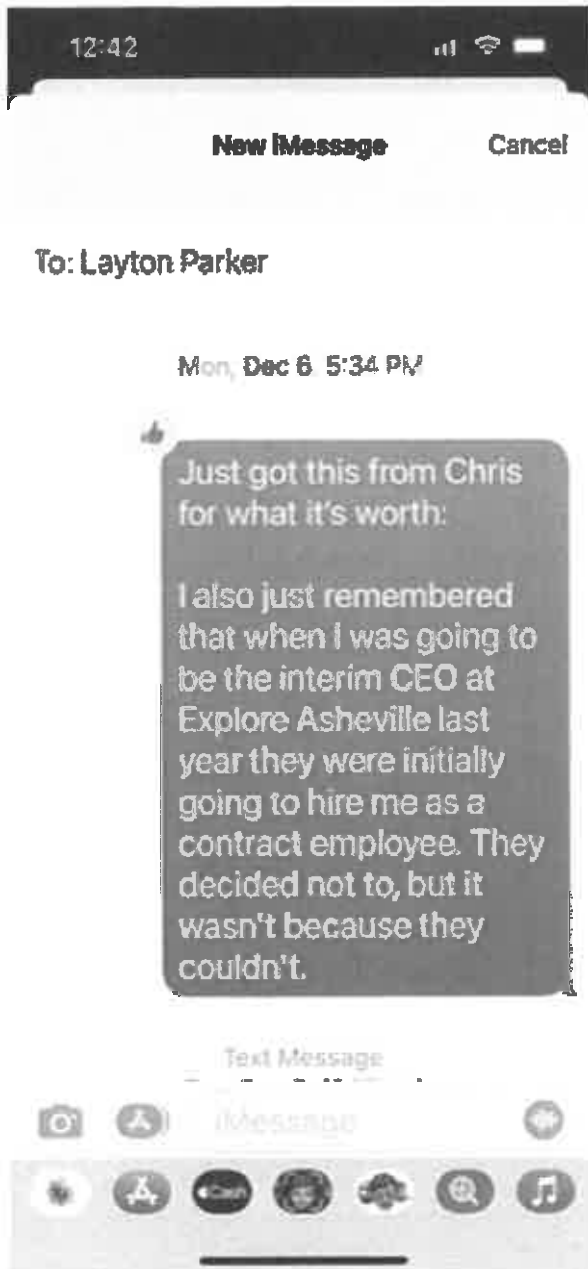 12:42
New iMessage Cancel
To: Layton Parker
Mon, Dec 6 5:34 PM
Just got this from Chris
for what it's worth:
I also just remembered
that when I was going to
be the interim CEO at
Explore Asheville last
year they were initially
going to hire me as a
contract employee. They
decided not to, but it
wasn't because they
couldn't.
Text Message
iMessage
Cash